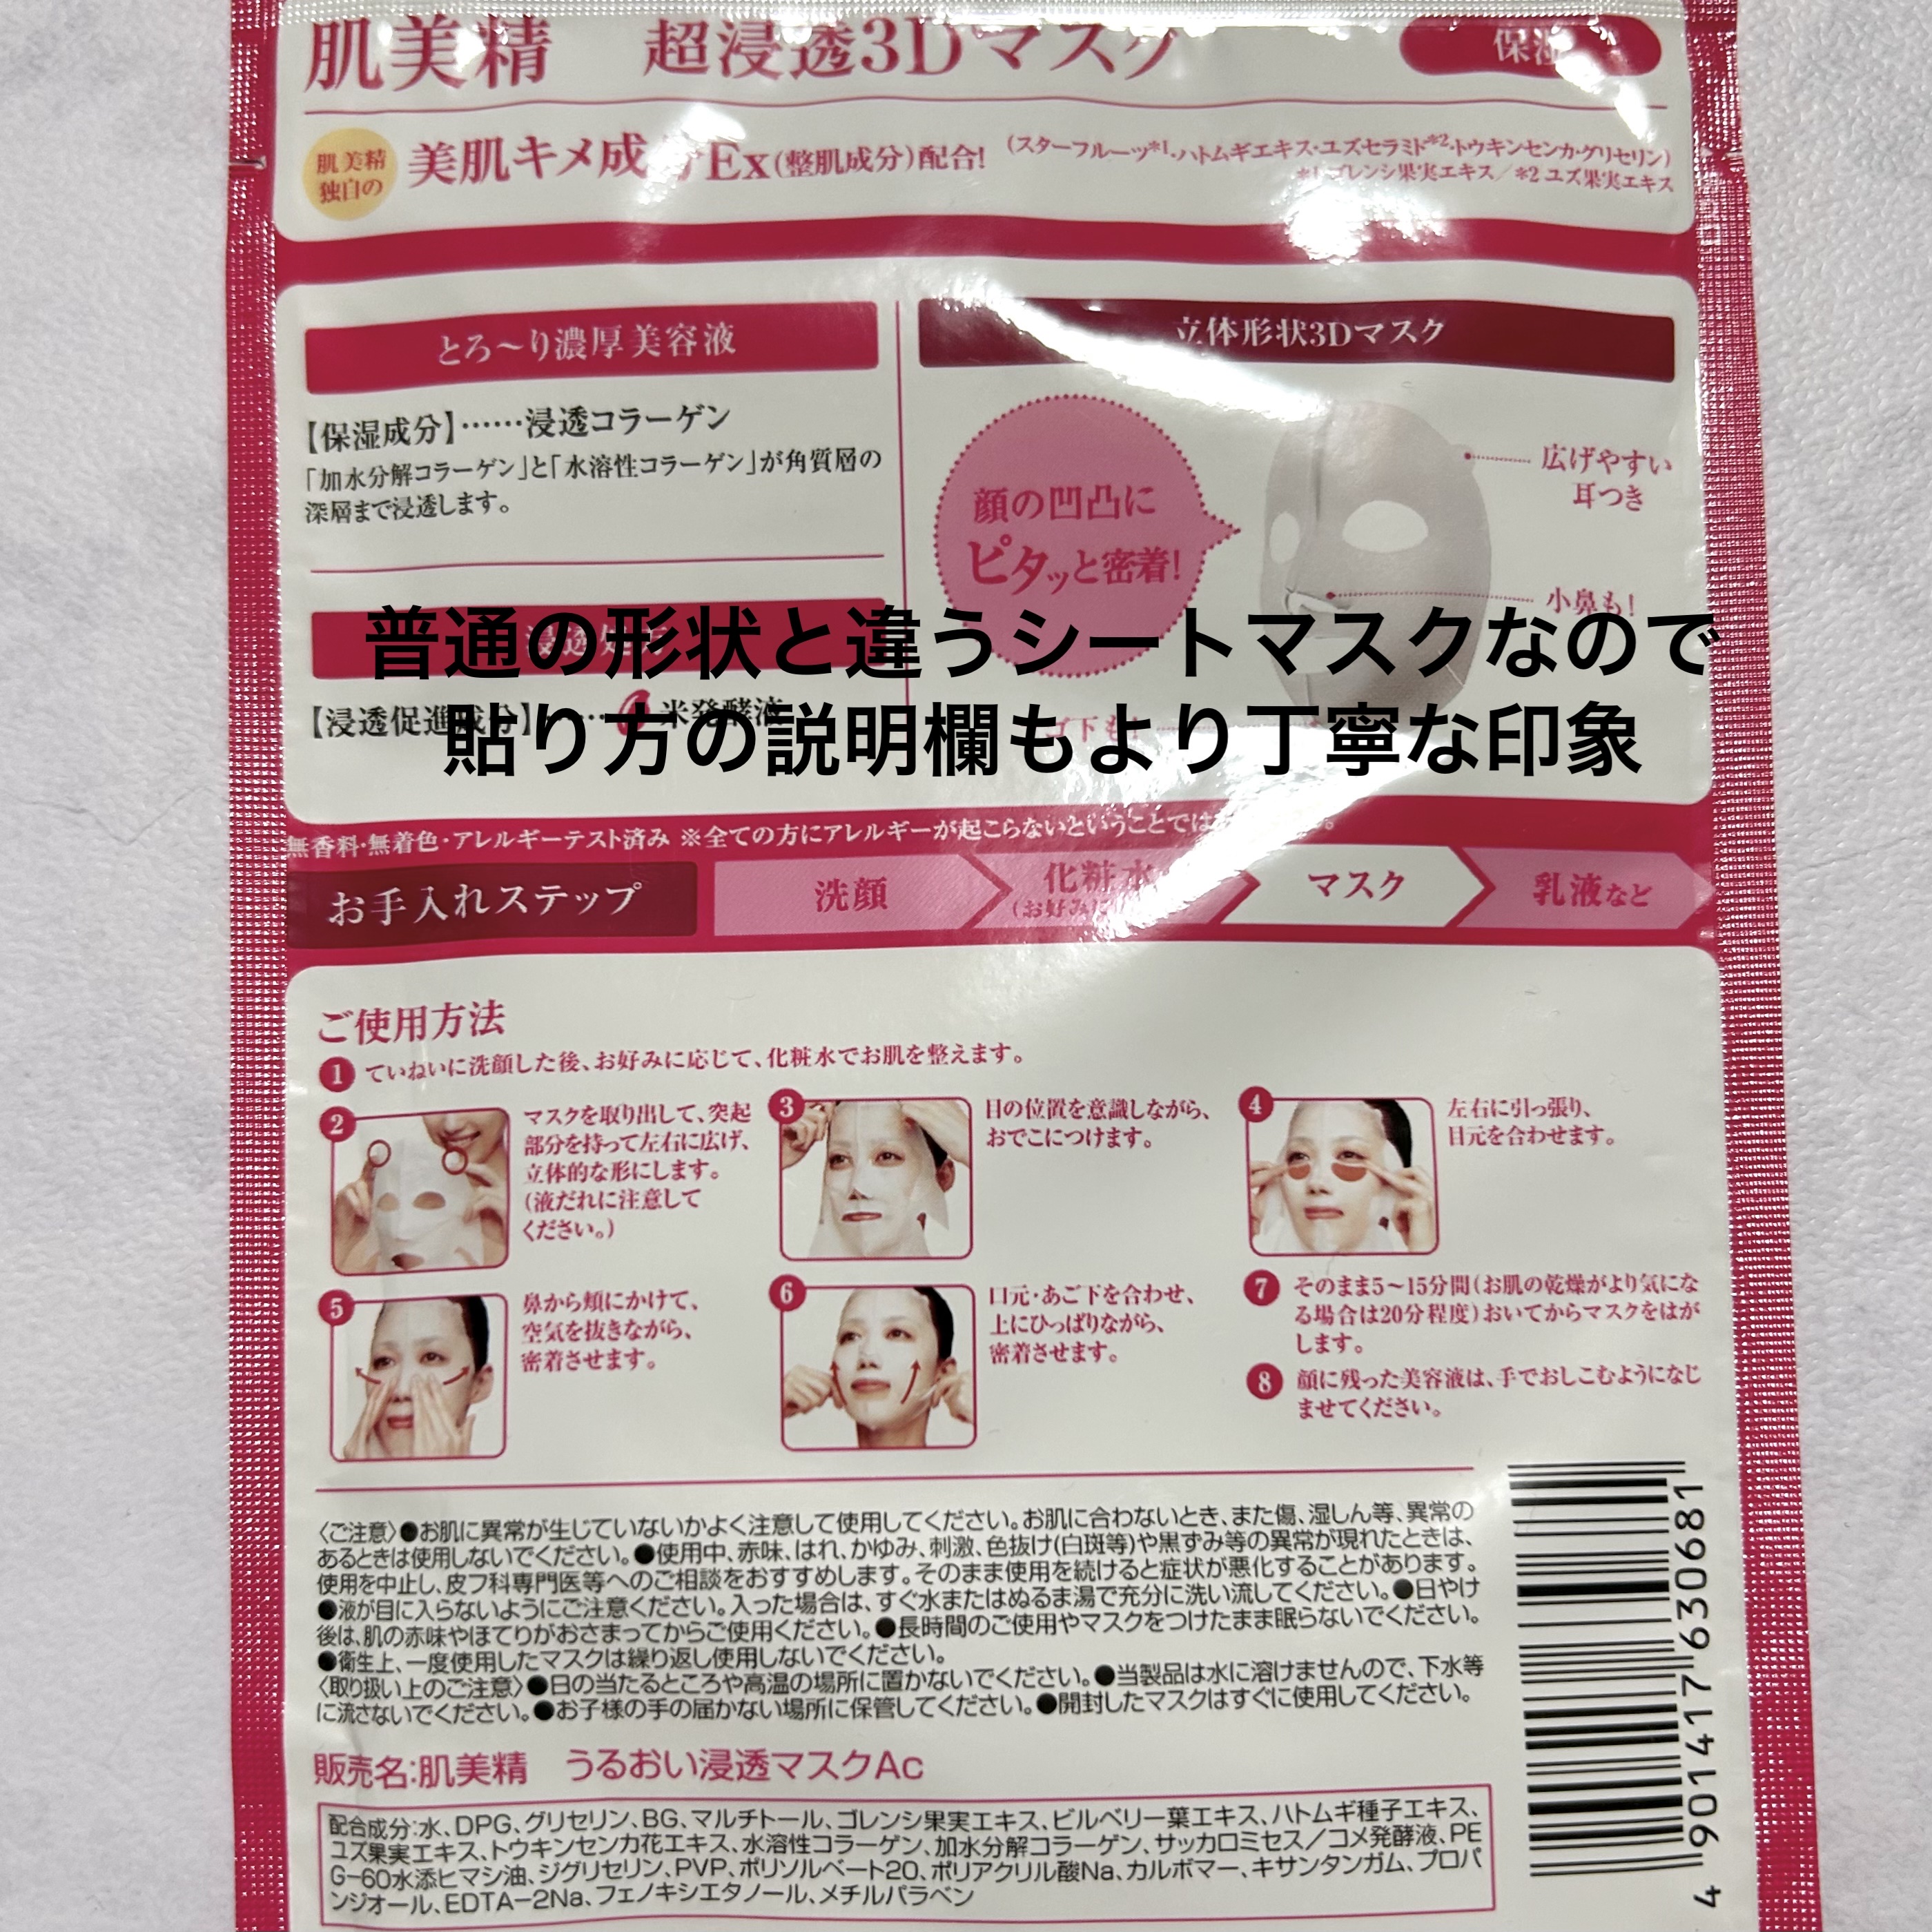 肌美精 超浸透3Dマスク
保湿
肌美精
独自の
美肌キメ成分Ex(整肌成分)配合!
(スターフルーツ*1・ハトムギエキス・ユズセラミド*2・トウキンセンカ・グリセリン)
*1 ゴレンシ果実エキス/*2 ユズ果実エキス
とろ〜り濃厚美容液
【保湿成分】……浸透コラーゲン
「加水分解コラーゲン」と「水溶性コラーゲン」が角質層の
深層まで浸透します。
【浸透促進成分】
米発酵液
立体形状3Dマスク
顔の凹凸に
ピタッと密着!
広げやすい
耳つき
小鼻も!
普通の形状と違うシートマスクなので
貼り方の説明欄もより丁寧な印象
無香料・無着色・アレルギーテスト済み ※全ての方にアレルギーが起こらないということでは
お手入れステップ
洗顔
化粧水
(お好み
マスク
乳液など
ご使用方法
1 ていねいに洗顔した後、お好みに応じて、化粧水でお肌を整えます。
2 マスクを取り出して、突起
部分を持って左右に広げ、
立体的な形にします。
(液だれに注意して
ください。)
3 目の位置を意識しながら、
おでこにつけます。
4 左右に引っ張り、
目元を合わせます。
5 鼻から頬にかけて、
空気を抜きながら、
密着させます。
6 口元・あご下を合わせ、
上にひっぱりながら、
密着させます。
7 そのまま5〜15分間(お肌の乾燥がより気にな
る場合は20分程度)おいてからマスクをはが
します。
8 顔に残った美容液は、手でおしこむようになじ
ませてください。
〈ご注意〉●お肌に異常が生じていないかよく注意して使用してください。お肌に合わないとき、また傷、湿しん等、異常の
あるときは使用しないでください。●使用中、赤味、はれ、かゆみ、刺激、色抜け(白斑等)や黒ずみ等の異常が現れたときは、
使用を中止し、皮フ科専門医等へのご相談をおすすめします。そのまま使用を続けると症状が悪化することがあります。
●液が目に入らないようにご注意ください。入った場合は、すぐ水またはぬるま湯で充分に洗い流してください。●日やけ
後は、肌の赤味やほてりがおさまってからご使用ください。●長時間のご使用やマスクをつけたまま眠らないでください。
●衛生上、一度使用したマスクは繰り返し使用しないでください。
〈取り扱い上のご注意〉●日の当たるところや高温の場所に置かないでください。●当製品は水に溶けませんので、下水等
に流さないでください。●お子様の手の届かない場所に保管してください。●開封したマスクはすぐに使用してください。
販売名:肌美精 うるおい浸透マスクAc
配合成分:水、DPG、グリセリン、BG、マルチトール、ゴレンシ果実エキス、ビルベリー葉エキス、ハトムギ種子エキス、
ユズ果実エキス、トウキンセンカ花エキス、水溶性コラーゲン、加水分解コラーゲン、サッカロミセス/コメ発酵液、PE
G-60水添ヒマシ油、ジグリセリン、PVP、ポリソルベート20、ポリアクリル酸Na、カルボマー、キサンタンガム、プロパ
ンジオール、EDTA-2Na、フェノキシエタノール、メチルパラベン
4 901417 630681